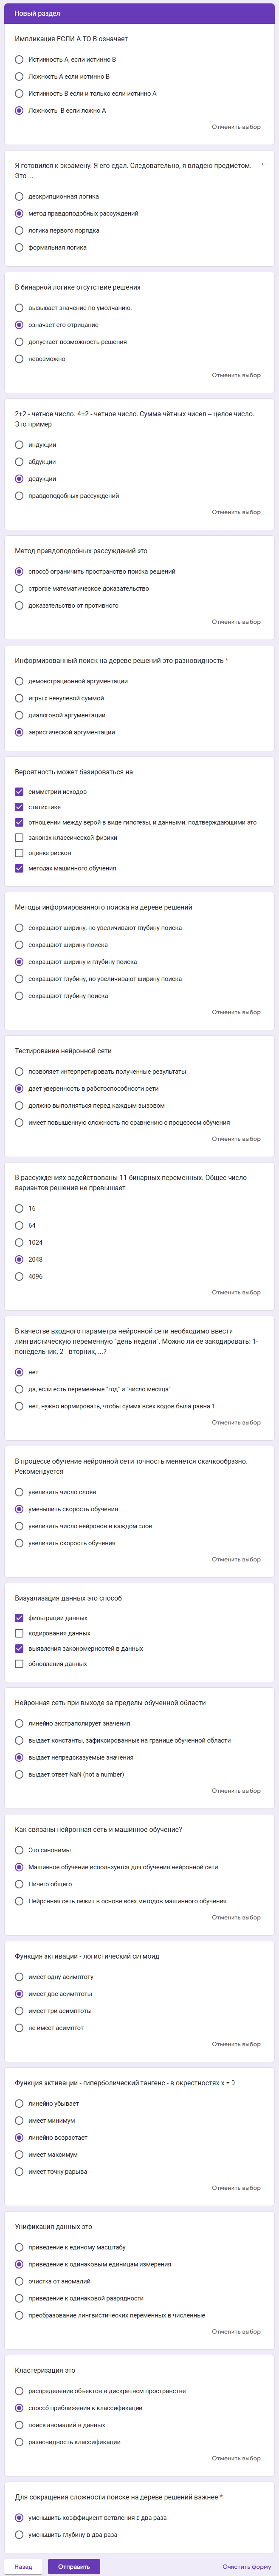 Новый раздел
Импликация ЕСЛИ А ТО В означает
Истинность А, если истинно В
Ложность А если истинно В
Истинность В если и только если истинно А
Ложность В если ложно А
Отменить выбор
Я готовился к экзамену. Я его сдал. Следовательно, я владею предметом. *
Это ...
дескрипционная логика
метод правдоподобных рассуждений
логика первого порядка
формальная логика
В бинарной логике отсутствие решения
вызывает значение по умолчанию.
означает его отрицание
допускает возможность решения
невозможно
Отменить выбор
2+2 - четное число. 4+2 - четное число. Сумма чётных чисел – целое число.
Это пример
индукции
абдукции
дедукции
правдоподобных рассуждений
Отменить выбор
Метод правдоподобных рассуждений это
способ ограничить пространство поиска решений
строгое математическое доказательство
доказательство от противного
Отменить выбор
Информированный поиск на дереве решений это разновидность *
демонстрационной аргументации
игры с ненулевой суммой
диалоговой аргументации
эвристической аргументации
Вероятность может базироваться на
симметрии исходов
статистике
отношении между верой в виде гипотезы, и данными, подтверждающими это
законах классической физики
оценке рисков
методах машинного обучения
Методы информированного поиска на дереве решений
сокращают ширину, но увеличивают глубину поиска
сокращают ширину поиска
сокращают ширину и глубину поиска
сокращают глубину, но увеличивают ширину поиска
сокращают глубину поиска
Отменить выбор
Тестирование нейронной сети
позволяет интерпретировать полученные результаты
дает уверенность в работоспособности сети
должно выполняться перед каждым вызовом
имеет повышенную сложность по сравнению с процессом обучения
Отменить выбор
В рассуждениях задействованы 11 бинарных переменных. Общее число
вариантов решения не превышает
16
64
1024
2048
4096
Отменить выбор
В качестве входного параметра нейронной сети необходимо ввести
лингвистическую переменную "день недели". Можно ли ее закодировать: 1-
понедельник, 2 - вторник, ...?
нет
да, если есть переменные "год" и "число месяца"
нет, нужно нормировать, чтобы сумма всех кодов была равна 1
Отменить выбор
В процессе обучение нейронной сети точность меняется скачкообразно.
Рекомендуется
увеличить число слоёв
уменьшить скорость обучения
увеличить число нейронов в каждом слое
увеличить скорость обучения
Отменить выбор
Визуализация данных это способ
фильтрации данных
кодирования данных
выявления закономерностей в данных
обновления данных
Нейронная сеть при выходе за пределы обученной области
линейно экстраполирует значения
выдает константы, зафиксированные на границе обученной области
выдает непредсказуемые значения
выдает ответ NaN (not a number)
Отменить выбор
Как связаны нейронная сеть и машинное обучение?
Это синонимы
Машинное обучение используется для обучения нейронной сети
Ничего общего
Нейронная сеть лежит в основе всех методов машинного обучения
Отменить выбор
Функция активации - логистический сигмоид
имеет одну асимптоту
имеет две асимптоты
имеет три асимптоты
не имеет асимптот
Отменить выбор
Функция активации - гиперболический тангенс - в окрестностях x = 0
линейно убывает
имеет минимум
линейно возрастает
имеет максимум
имеет точку рарыва
Отменить выбор
Унификация данных это
приведение к единому масштабу
приведение к одинаковым единицам измерения
очистка от аномалий
приведение к одинаковой разрядности
преобразование лингвистических переменных в численные
Отменить выбор
Кластеризация это
распределение объектов в дискретном пространстве
способ приближения к классификации
поиск аномалий в данных
разновидность классификации
Отменить выбор
Для сокращения сложности поиске на дереве решений важнее *
уменьшить коэффициент ветвления в два раза
уменьшить глубину в два раза
Назад
Отправить
Очистить форму